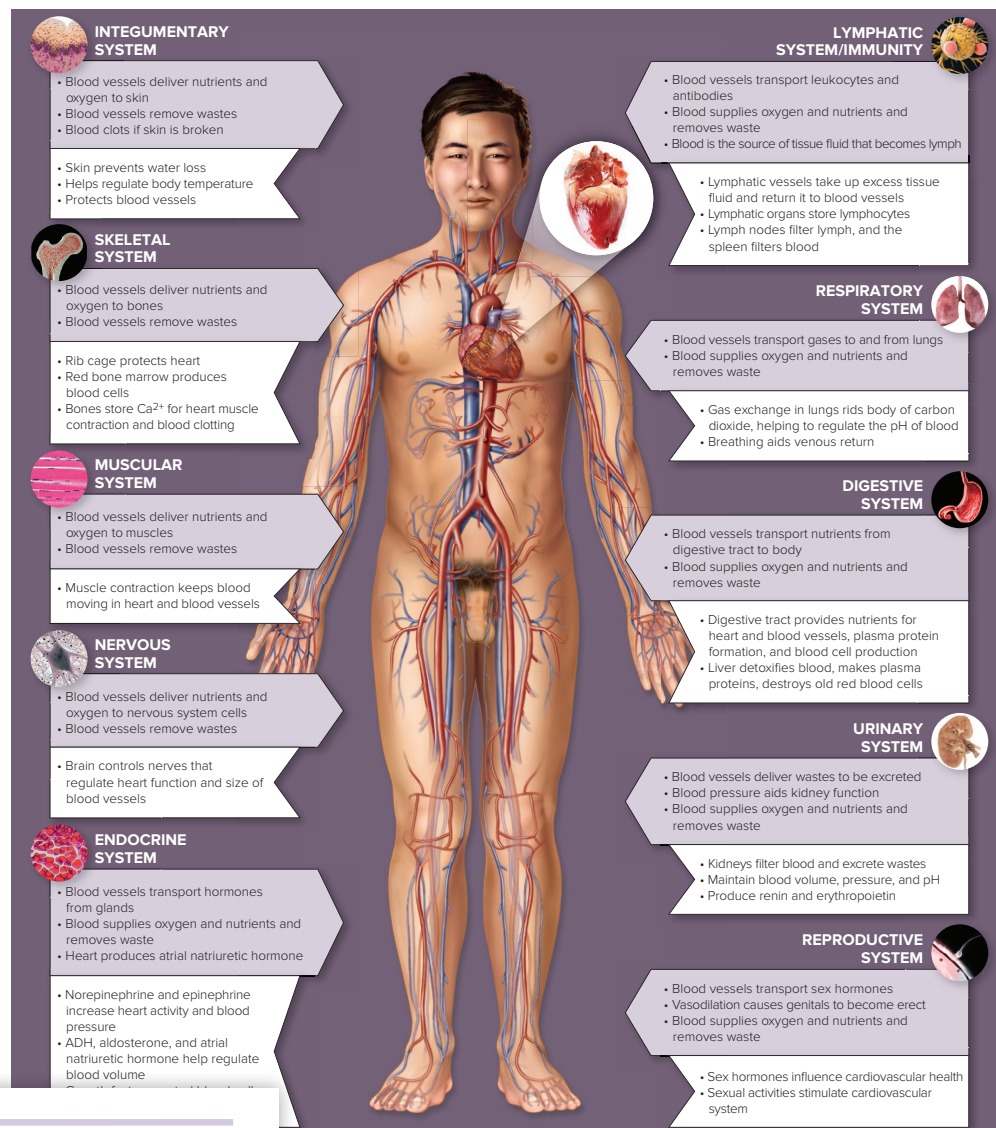 INTEGUMENTARY
SYSTEM
• Blood vessels deliver nutrients and
oxygen to skin
• Blood vessels remove wastes
• Blood clots if skin is broken
• Skin prevents water loss
• Helps regulate body temperature
• Protects blood vessels
SKELETAL
SYSTEM
• Blood vessels deliver nutrients and
oxygen to bones
• Blood vessels remove wastes
• Rib cage protects heart
• Red bone marrow produces
blood cells
• Bones store Ca²⁺ for heart muscle
contraction and blood clotting
MUSCULAR
SYSTEM
• Blood vessels deliver nutrients and
oxygen to muscles
• Blood vessels remove wastes
• Muscle contraction keeps blood
moving in heart and blood vessels
NERVOUS
SYSTEM
• Blood vessels deliver nutrients and
oxygen to nervous system cells
• Blood vessels remove wastes
• Brain controls nerves that
regulate heart function and size of
blood vessels
ENDOCRINE
SYSTEM
• Blood vessels transport hormones
from glands
• Blood supplies oxygen and nutrients and
removes waste
• Heart produces atrial natriuretic hormone
• Norepinephrine and epinephrine
increase heart activity and blood
pressure
• ADH, aldosterone, and atrial
natriuretic hormone help regulate
blood volume
LYMPHATIC
SYSTEM/IMMUNITY
• Blood vessels transport leukocytes and
antibodies
• Blood supplies oxygen and nutrients and
removes waste
• Blood is the source of tissue fluid that becomes lymph
• Lymphatic vessels take up excess tissue
fluid and return it to blood vessels
• Lymphatic organs store lymphocytes
• Lymph nodes filter lymph, and the
spleen filters blood
RESPIRATORY
SYSTEM
• Blood vessels transport gases to and from lungs
• Blood supplies oxygen and nutrients and
removes waste
• Gas exchange in lungs rids body of carbon
dioxide, helping to regulate the pH of blood
• Breathing aids venous return
DIGESTIVE
SYSTEM
• Blood vessels transport nutrients from
digestive tract to body
• Blood supplies oxygen and nutrients and
removes waste
• Digestive tract provides nutrients for
heart and blood vessels, plasma protein
formation, and blood cell production
• Liver detoxifies blood, makes plasma
proteins, destroys old red blood cells
URINARY
SYSTEM
• Blood vessels deliver wastes to be excreted
• Blood pressure aids kidney function
• Blood supplies oxygen and nutrients and
removes waste
• Kidneys filter blood and excrete wastes
• Maintain blood volume, pressure, and pH
• Produce renin and erythropoietin
REPRODUCTIVE
SYSTEM
• Blood vessels transport sex hormones
• Vasodilation causes genitals to become erect
• Blood supplies oxygen and nutrients and
removes waste
• Sex hormones influence cardiovascular health
• Sexual activities stimulate cardiovascular
system